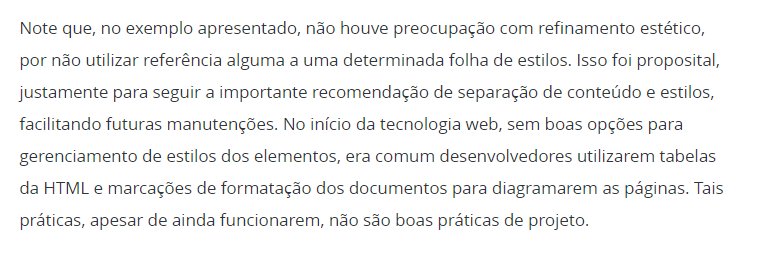 Note que, no exemplo apresentado, não houve preocupação com refinamento estético,
por não utilizar referência alguma a uma determinada folha de estilos. Isso foi proposital,
justamente para seguir a importante recomendação de separação de conteúdo e estilos,
facilitando futuras manutenções. No início da tecnologia web, sem boas opções para
gerenciamento de estilos dos elementos, era comum desenvolvedores utilizarem tabelas
da HTML e marcações de formatação dos documentos para diagramarem as páginas. Tais
práticas, apesar de ainda funcionarem, não são boas práticas de projeto.